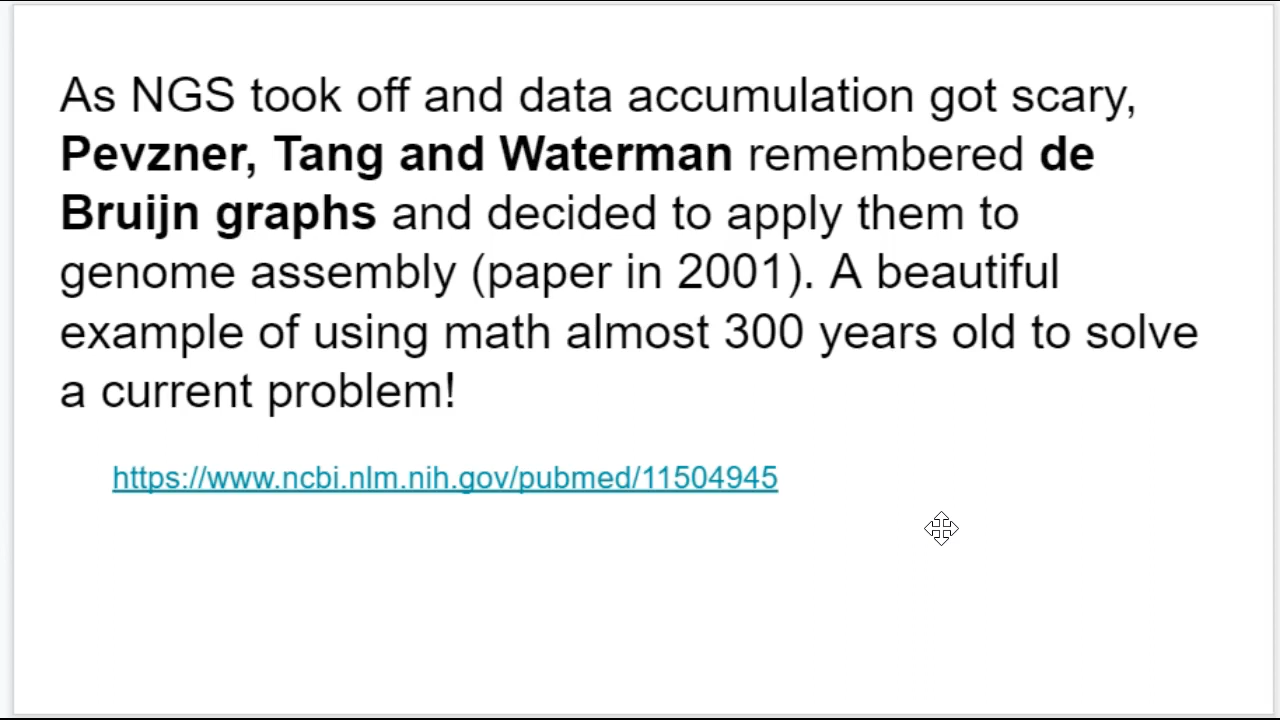 As NGS took off and data accumulation got scary,
Pevzner, Tang and Waterman remembered de
Bruijn graphs and decided to apply them to
genome assembly (paper in 2001). A beautiful
example of using math almost 300 years old to solve
a current problem!
https://www.ncbi.nlm.nih.gov/pubmed/11504945